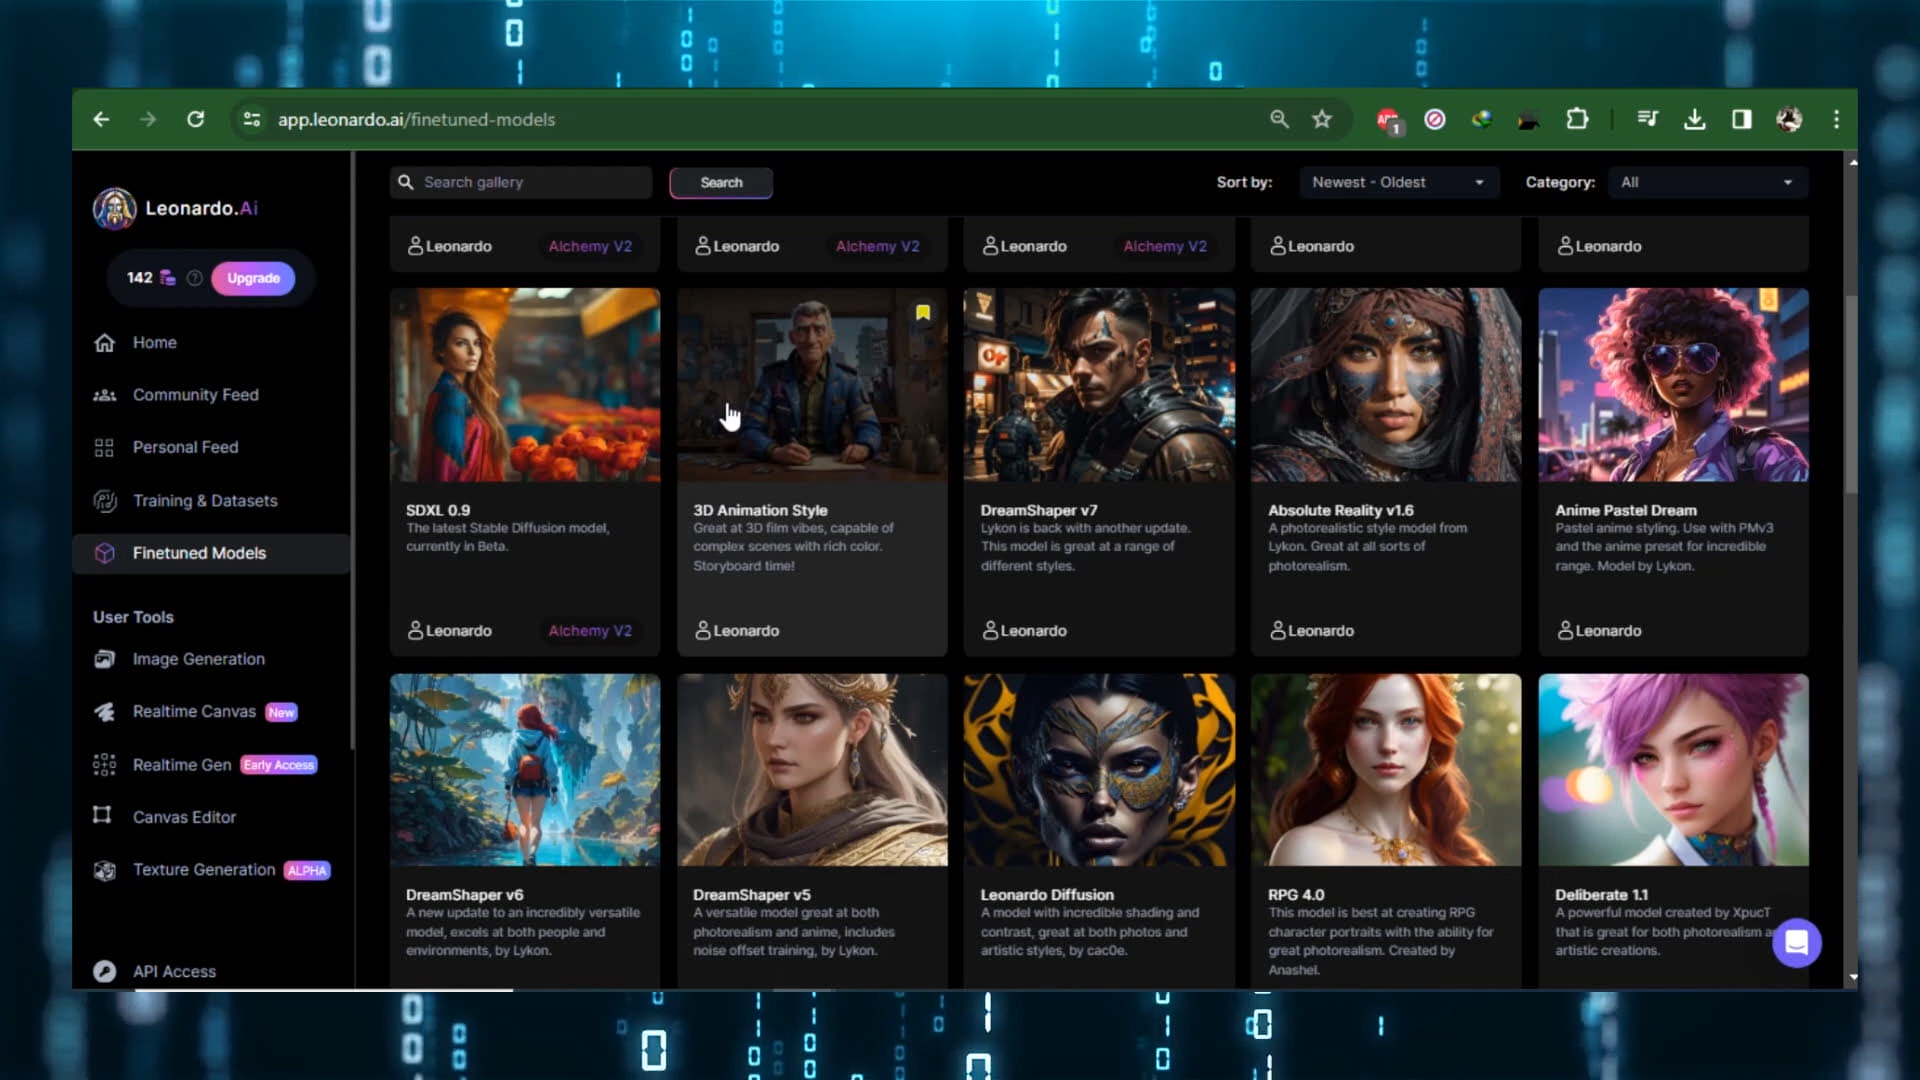 app.leonardo.ai/finetuned-models
1
Leonardo.Ai
142
Upgrade
Home
Community Feed
Personal Feed
Training & Datasets
Finetuned Models
User Tools
Image Generation
Realtime Canvas New
Realtime Gen Early Access
Canvas Editor
Texture Generation ALPHA
API Access
Search gallery
Search
Sort by:
Newest - Oldest
Category:
All
Leonardo
Alchemy V2
Leonardo
Alchemy V2
Leonardo
Alchemy V2
Leonardo
Leonardo
SDXL 0.9
The latest Stable Diffusion model,
currently in Beta.
Leonardo
Alchemy V2
3D Animation Style
Great at 3D film vibes, capable of
complex scenes with rich color.
Storyboard time!
Leonardo
DreamShaper v7
Lykon is back with another update.
This model is great at a range of
different styles.
Leonardo
Absolute Reality v1.6
A photorealistic style model from
Lykon. Great at all sorts of
photorealism.
Leonardo
Anime Pastel Dream
Pastel anime styling. Use with PMv3
and the anime preset for incredible
range. Model by Lykon.
Leonardo
DreamShaper v6
A new update to an incredibly versatile
model, excels at both people and
environments, by Lykon.
DreamShaper v5
A versatile model great at both
photorealism and anime, includes
noise offset training, by Lykon.
Leonardo Diffusion
A model with incredible shading and
contrast, great at both photos and
artistic styles, by cac0e.
RPG 4.0
This model is best at creating RPG
character portraits with the ability for
great photorealism. Created by
Anashel.
Deliberate 1.1
A powerful model created by XpucT
that is great for both photorealism
artistic creations.